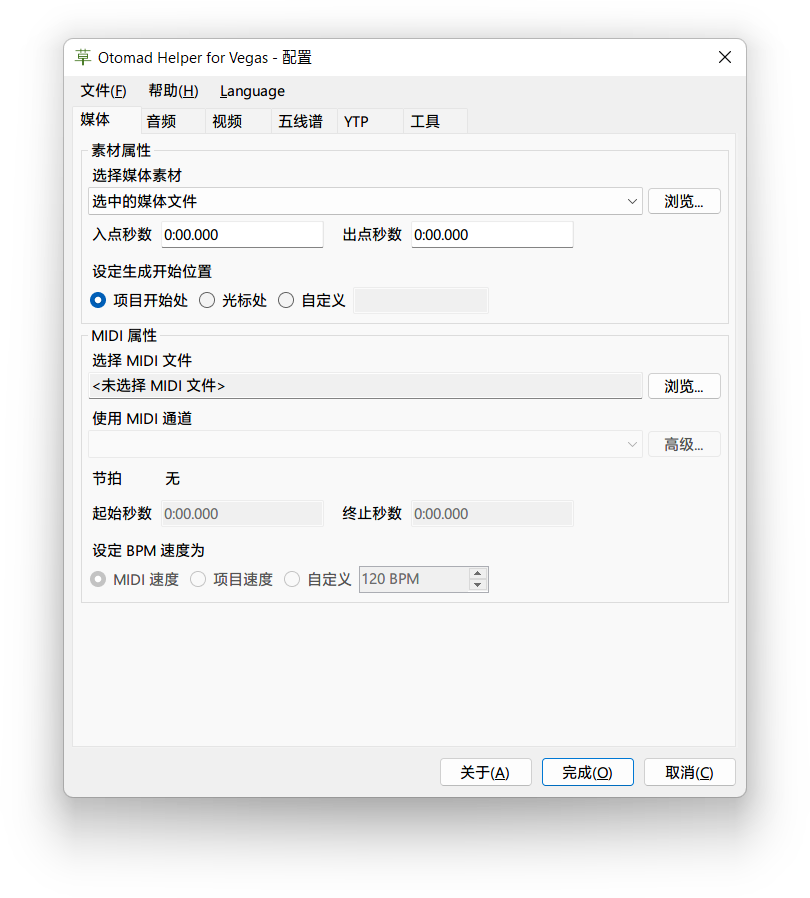 草 Otomad Helper for Vegas - 配置
文件(F) 帮助(H) Language
媒体 音频 视频 五线谱 YTP 工具
素材属性
选择媒体素材
选中的媒体文件 浏览...
入点秒数 0:00.000 出点秒数 0:00.000
设定生成开始位置
项目开始处 光标处 自定义
MIDI 属性
选择 MIDI 文件
<未选择 MIDI 文件> 浏览...
使用 MIDI 通道
高级...
节拍 无
起始秒数 0:00.000 终止秒数 0:00.000
设定 BPM 速度为
MIDI 速度 项目速度 自定义 120 BPM
关于(A) 完成(O) 取消(C)